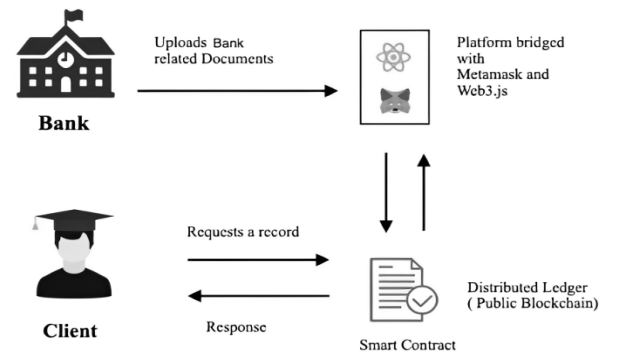 Uploads Bank
related Documents
Platform bridged
with
Metamask and
Web3.js
Bank
Requests a record
Response
Client
Distributed Ledger
( Public Blockchain)
Smart Contract